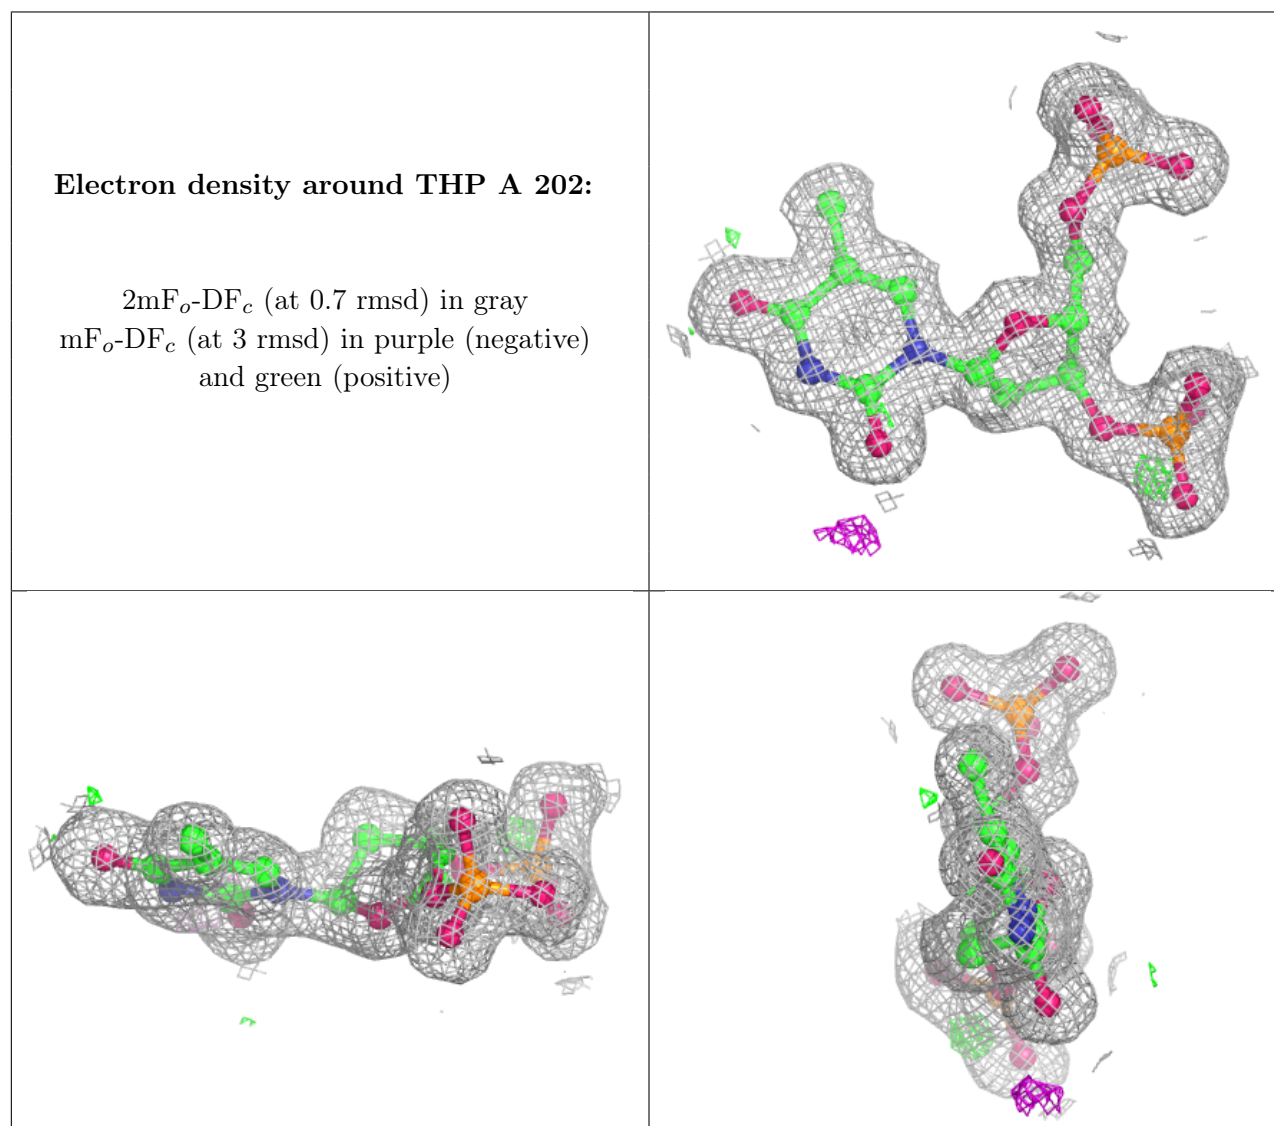 Electron density around THP A 202:
2mFₒ-DF𝒸 (at 0.7 rmsd) in gray
mFₒ-DF𝒸 (at 3 rmsd) in purple (negative)
and green (positive)